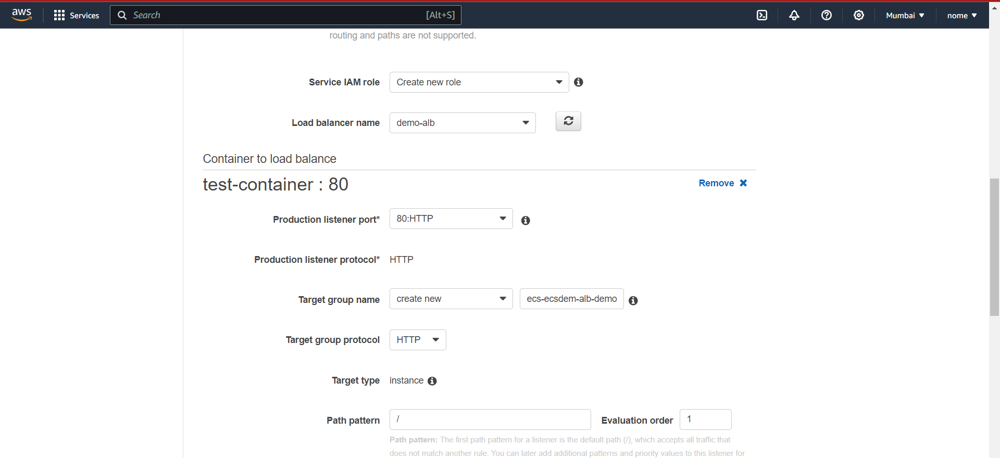 aws
Services
Search
[Alt+S]
Mumbai
nome
routing and paths are not supported.
Service IAM role
Create new role
Load balancer name
demo-alb
Container to load balance
test-container : 80
Remove
Production listener port*
80:HTTP
Production listener protocol*
HTTP
Target group name
create new
ecs-ecsdem-alb-demo
Target group protocol
HTTP
Target type
instance
Path pattern
/
Evaluation order
1
Path pattern: The first path pattern for a listener is the default path (/), which accepts all traffic that
does not match another rule. You can later add additional patterns and priority values to this listener for